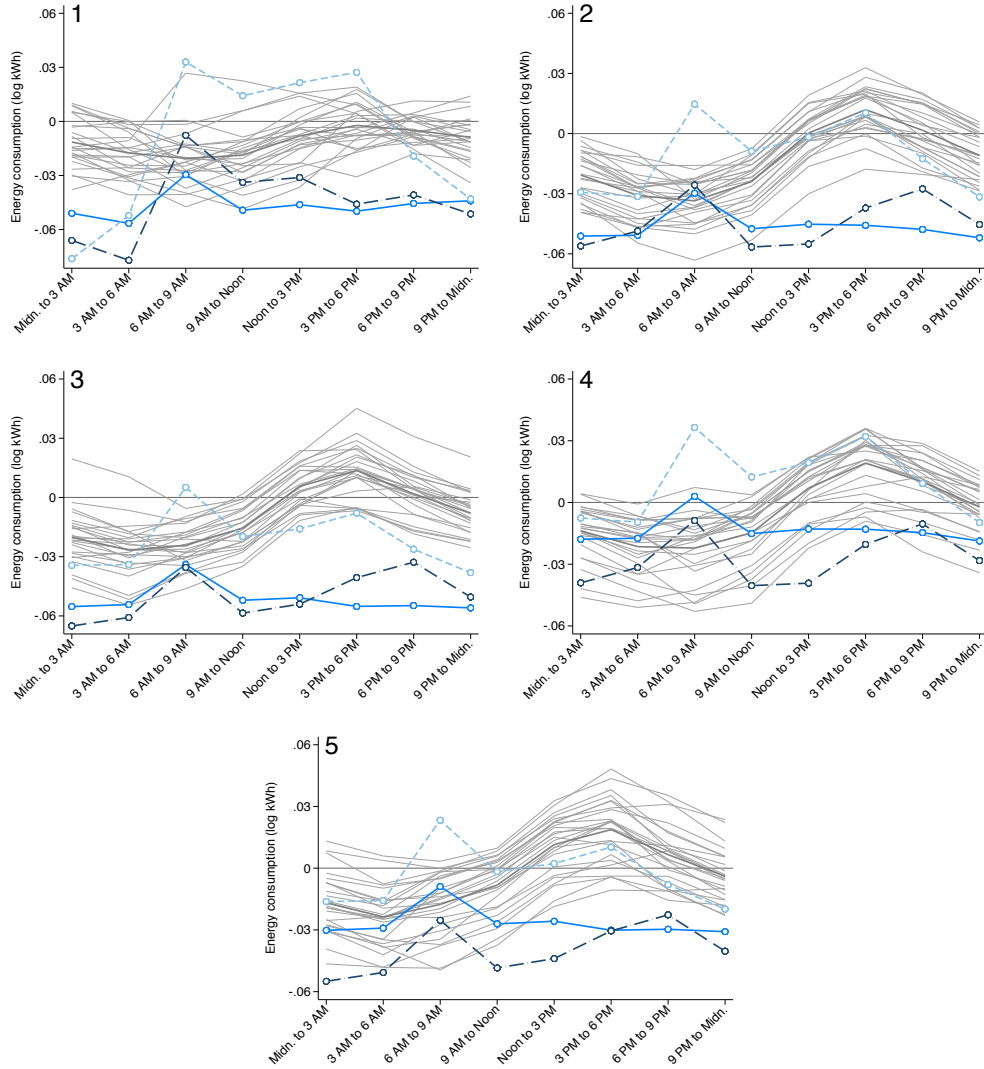 1
Energy consumption (log kWh)
.06
.03
0
-.03
-.06
Midn. to 3 AM
3 AM to 6 AM
6 AM to 9 AM
9 AM to Noon
Noon to 3 PM
3 PM to 6 PM
6 PM to 9 PM
9 PM to Midn.
2
Energy consumption (log kWh)
.06
.03
0
-.03
-.06
Midn. to 3 AM
3 AM to 6 AM
6 AM to 9 AM
9 AM to Noon
Noon to 3 PM
3 PM to 6 PM
6 PM to 9 PM
9 PM to Midn.
3
Energy consumption (log kWh)
.06
.03
0
-.03
-.06
Midn. to 3 AM
3 AM to 6 AM
6 AM to 9 AM
9 AM to Noon
Noon to 3 PM
3 PM to 6 PM
6 PM to 9 PM
9 PM to Midn.
4
Energy consumption (log kWh)
.06
.03
0
-.03
-.06
Midn. to 3 AM
3 AM to 6 AM
6 AM to 9 AM
9 AM to Noon
Noon to 3 PM
3 PM to 6 PM
6 PM to 9 PM
9 PM to Midn.
5
Energy consumption (log kWh)
.06
.03
0
-.03
-.06
Midn. to 3 AM
3 AM to 6 AM
6 AM to 9 AM
9 AM to Noon
Noon to 3 PM
3 PM to 6 PM
6 PM to 9 PM
9 PM to Midn.